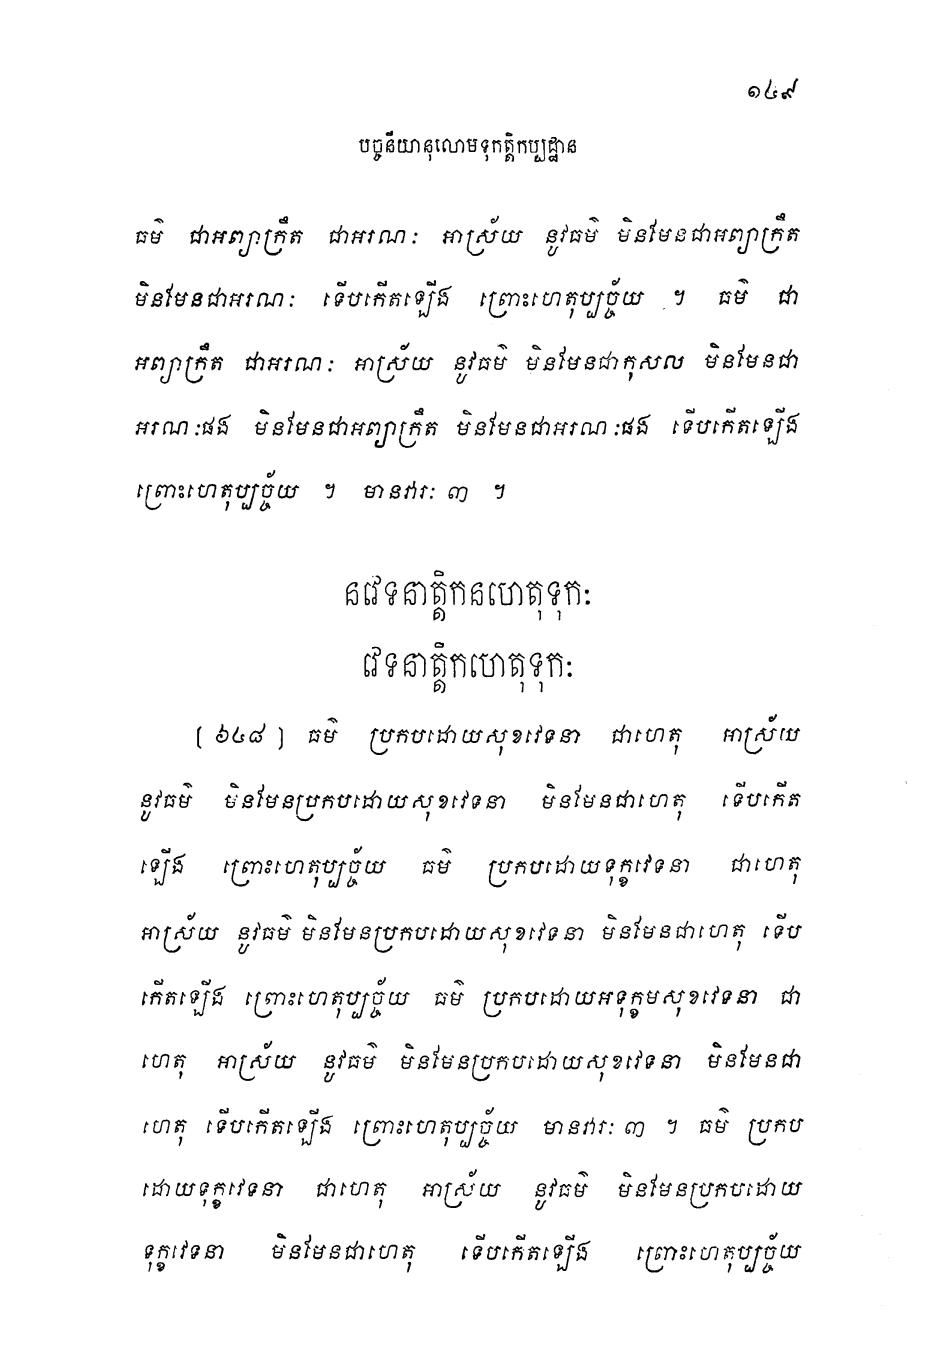 ១៤៩
បច្ចនីយានុលោមទុកត្តិកប្បដ្ឋាន
ធម៌ ជាអព្យាក្រឹត ជាអរណៈ អាស្រ័យ នូវធម៌ មិនមែនជាអព្យាក្រឹត
មិនមែនជាអរណៈ ទើបកើតឡើង ព្រោះហេតុប្បច្ច័យ ។ ធម៌ ជា
អព្យាក្រឹត ជាអរណៈ អាស្រ័យ នូវធម៌ មិនមែនជាកុសល មិនមែនជា
អរណៈផង មិនមែនជាអព្យាក្រឹត មិនមែនជាអរណៈផង ទើបកើតឡើង
ព្រោះហេតុប្បច្ច័យ ។ មានវារៈ ៣ ។
នវេទនាត្តិកនហេតុទុកៈ
វេទនាត្តិកហេតុទុកៈ
[ ៦៤៨ ] ធម៌ ប្រកបដោយសុខវេទនា ជាហេតុ អាស្រ័យ
នូវធម៌ មិនមែនប្រកបដោយសុខវេទនា មិនមែនជាហេតុ ទើបកើត
ឡើង ព្រោះហេតុប្បច្ច័យ ធម៌ ប្រកបដោយទុក្ខវេទនា ជាហេតុ
អាស្រ័យ នូវធម៌ មិនមែនប្រកបដោយសុខវេទនា មិនមែនជាហេតុ ទើប
កើតឡើង ព្រោះហេតុប្បច្ច័យ ធម៌ ប្រកបដោយអទុក្ខមសុខវេទនា ជា
ហេតុ អាស្រ័យ នូវធម៌ មិនមែនប្រកបដោយសុខវេទនា មិនមែនជា
ហេតុ ទើបកើតឡើង ព្រោះហេតុប្បច្ច័យ មានវារៈ ៣ ។ ធម៌ ប្រកប
ដោយទុក្ខវេទនា ជាហេតុ អាស្រ័យ នូវធម៌ មិនមែនប្រកបដោយ
ទុក្ខវេទនា មិនមែនជាហេតុ ទើបកើតឡើង ព្រោះហេតុប្បច្ច័យ